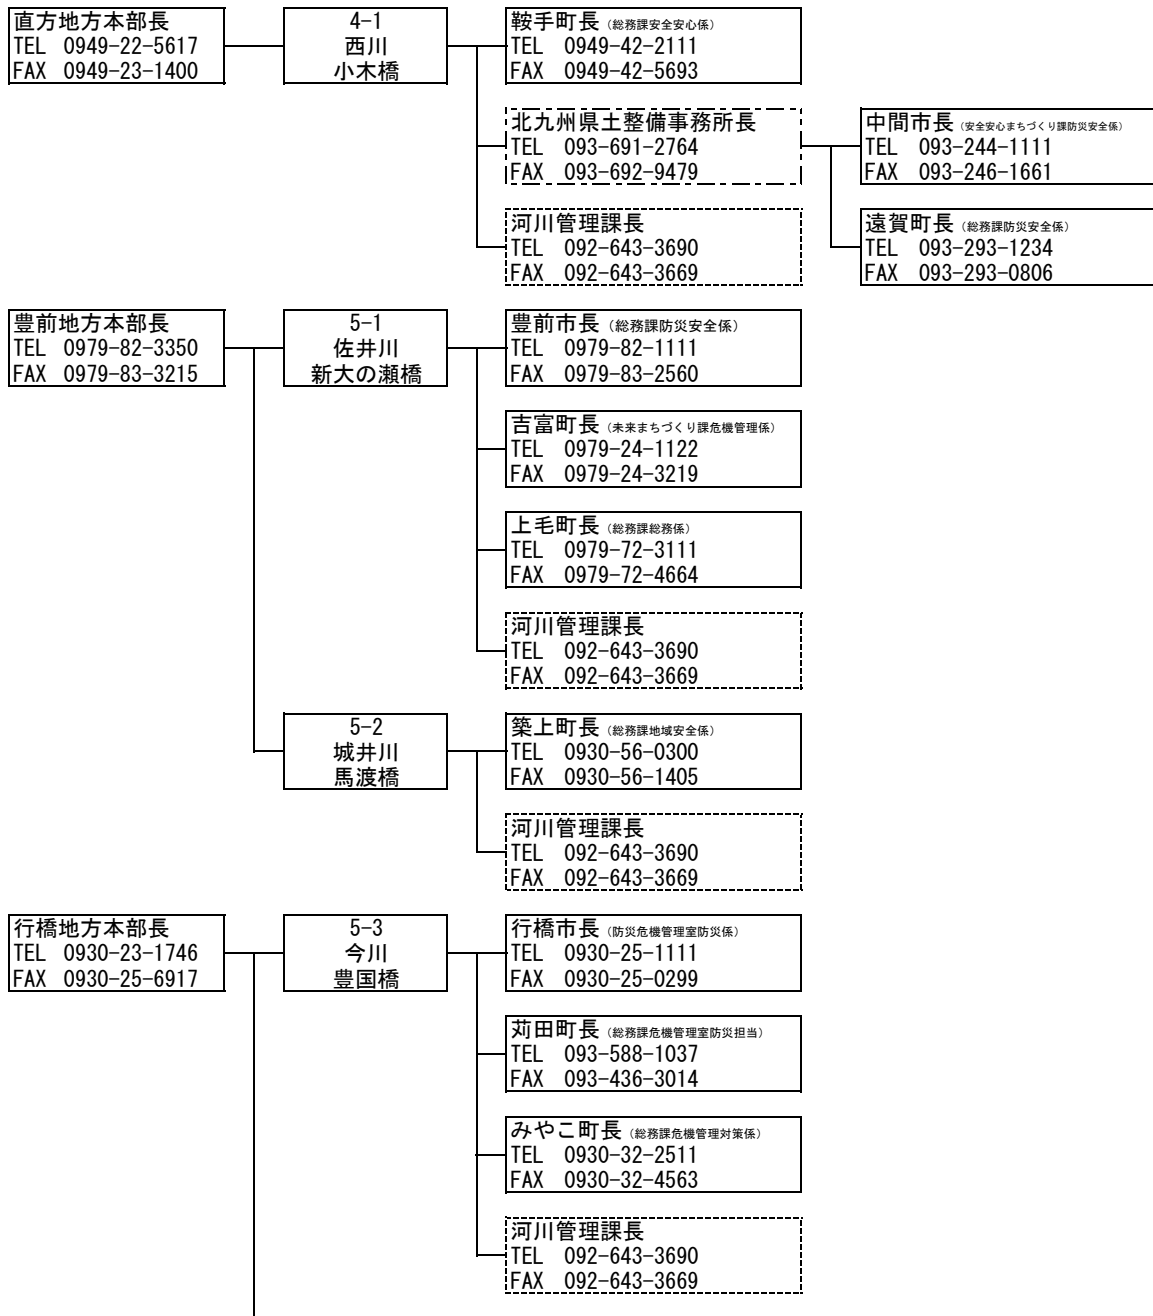 直方地方本部長
TEL 0949-22-5617
FAX 0949-23-1400
4-1
西川
小木橋
鞍手町長 (総務課安全安心係)
TEL 0949-42-2111
FAX 0949-42-5693
北九州県土整備事務所長
TEL 093-691-2764
FAX 093-692-9479
中間市長 (安全安心まちづくり課防災安全係)
TEL 093-244-1111
FAX 093-246-1661
河川管理課長
TEL 092-643-3690
FAX 092-643-3669
遠賀町長 (総務課防災安全係)
TEL 093-293-1234
FAX 093-293-0806
豊前地方本部長
TEL 0979-82-3350
FAX 0979-83-3215
5-1
佐井川
新大の瀬橋
豊前市長 (総務課防災安全係)
TEL 0979-82-1111
FAX 0979-83-2560
吉富町長 (未来まちづくり課危機管理係)
TEL 0979-24-1122
FAX 0979-24-3219
上毛町長 (総務課総務係)
TEL 0979-72-3111
FAX 0979-72-4664
河川管理課長
TEL 092-643-3690
FAX 092-643-3669
5-2
城井川
馬渡橋
築上町長 (総務課地域安全係)
TEL 0930-56-0300
FAX 0930-56-1405
河川管理課長
TEL 092-643-3690
FAX 092-643-3669
行橋地方本部長
TEL 0930-23-1746
FAX 0930-25-6917
5-3
今川
豊国橋
行橋市長 (防災危機管理室防災係)
TEL 0930-25-1111
FAX 0930-25-0299
苅田町長 (総務課危機管理室防災担当)
TEL 093-588-1037
FAX 093-436-3014
みやこ町長 (総務課危機管理対策係)
TEL 0930-32-2511
FAX 0930-32-4563
河川管理課長
TEL 092-643-3690
FAX 092-643-3669